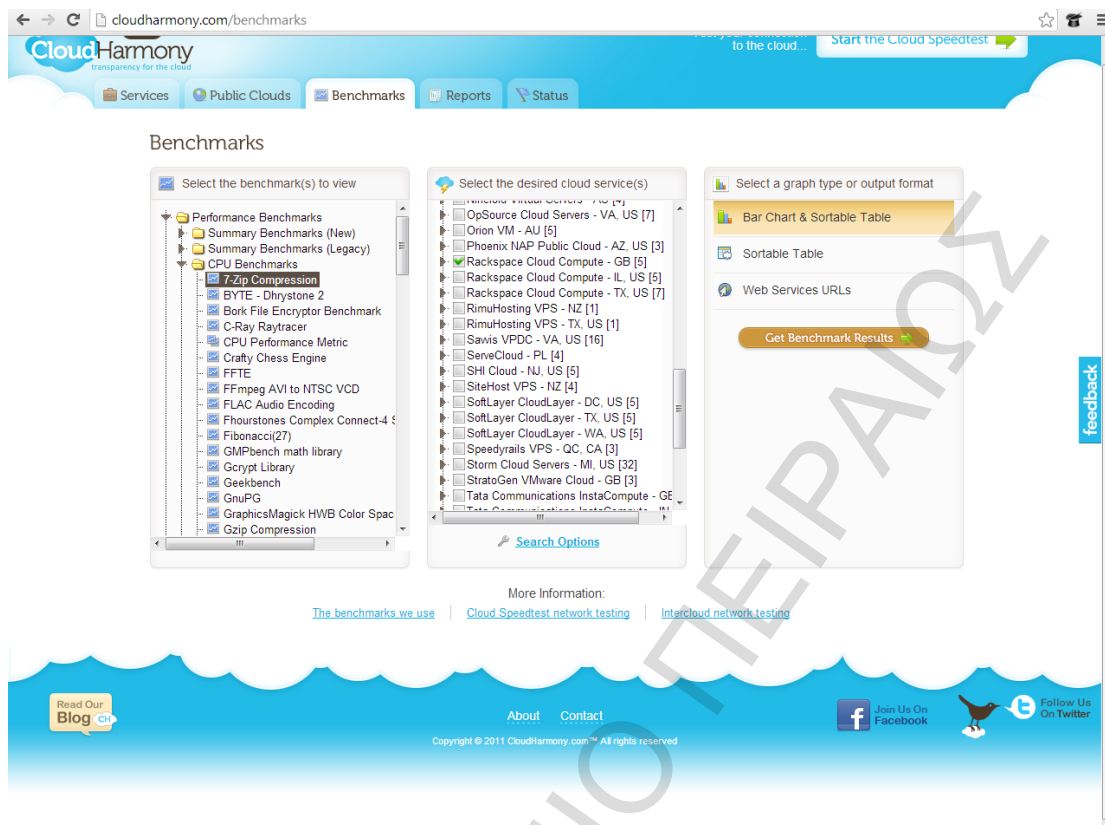 cloudharmony.com/benchmarks
CloudHarmony
transparency for the cloud
to the cloud...
Start the Cloud Speedtest
Services
Public Clouds
Benchmarks
Reports
Status
Benchmarks
Select the benchmark(s) to view
Performance Benchmarks
Summary Benchmarks (New)
Summary Benchmarks (Legacy)
CPU Benchmarks
7-Zip Compression
BYTE - Dhrystone 2
Bork File Encryptor Benchmark
C-Ray Raytracer
CPU Performance Metric
Crafty Chess Engine
FFTE
FFmpeg AVI to NTSC VCD
FLAC Audio Encoding
Fhourstones Complex Connect-4 S
Fibonacci(27)
GMPbench math library
Gcrypt Library
Geekbench
GnuPG
GraphicsMagick HWB Color Spac
Gzip Compression
Select the desired cloud service(s)
OpSource Cloud Servers - VA, US [7]
Orion VM - AU [5]
Phoenix NAP Public Cloud - AZ, US [3]
Rackspace Cloud Compute - GB [5]
Rackspace Cloud Compute - IL, US [5]
Rackspace Cloud Compute - TX, US [7]
RimuHosting VPS - NZ [1]
RimuHosting VPS - TX, US [1]
Savvis VPDC - VA, US [16]
ServeCloud - PL [4]
SHI Cloud - NJ, US [5]
SiteHost VPS - NZ [4]
SoftLayer CloudLayer - DC, US [5]
SoftLayer CloudLayer - TX, US [5]
SoftLayer CloudLayer - WA, US [5]
Speedyrails VPS - QC, CA [3]
Storm Cloud Servers - MI, US [32]
StratoGen VMware Cloud - GB [3]
Tata Communications InstaCompute - GE
Search Options
Select a graph type or output format
Bar Chart & Sortable Table
Sortable Table
Web Services URLs
Get Benchmark Results
feedback
More Information:
The benchmarks we use
Cloud Speedtest network testing
Intercloud network testing
Read Our
Blog CH
About
Contact
Copyright © 2011 CloudHarmony.com™ All rights reserved
Join Us On
Facebook
Follow Us
On Twitter
ΠΕΙΡΑΙΩΣ